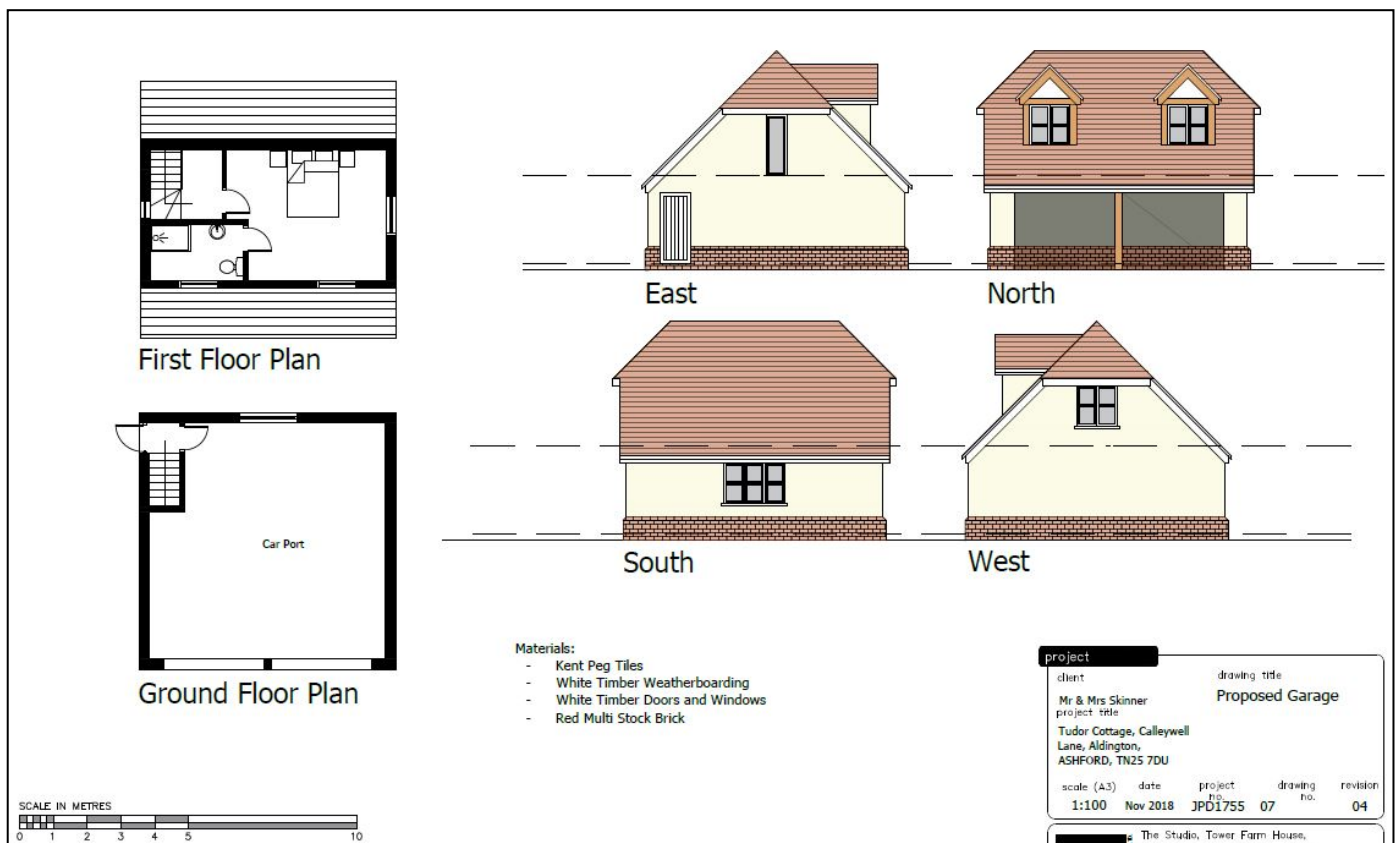 East
North
First Floor Plan
South
West
Car Port
Ground Floor Plan
Materials:
- Kent Peg Tiles
- White Timber Weatherboarding
- White Timber Doors and Windows
- Red Multi Stock Brick
SCALE IN METRES
0 1 2 3 4 5 10
project
client
drawing title
Mr & Mrs Skinner
Proposed Garage
project title
Tudor Cottage, Calleywell
Lane, Aldington,
ASHFORD, TN25 7DU
scale (A3) date project no. drawing no. revision
1:100 Nov 2018 JPD1755 07 04
The Studio, Tower Farm House,